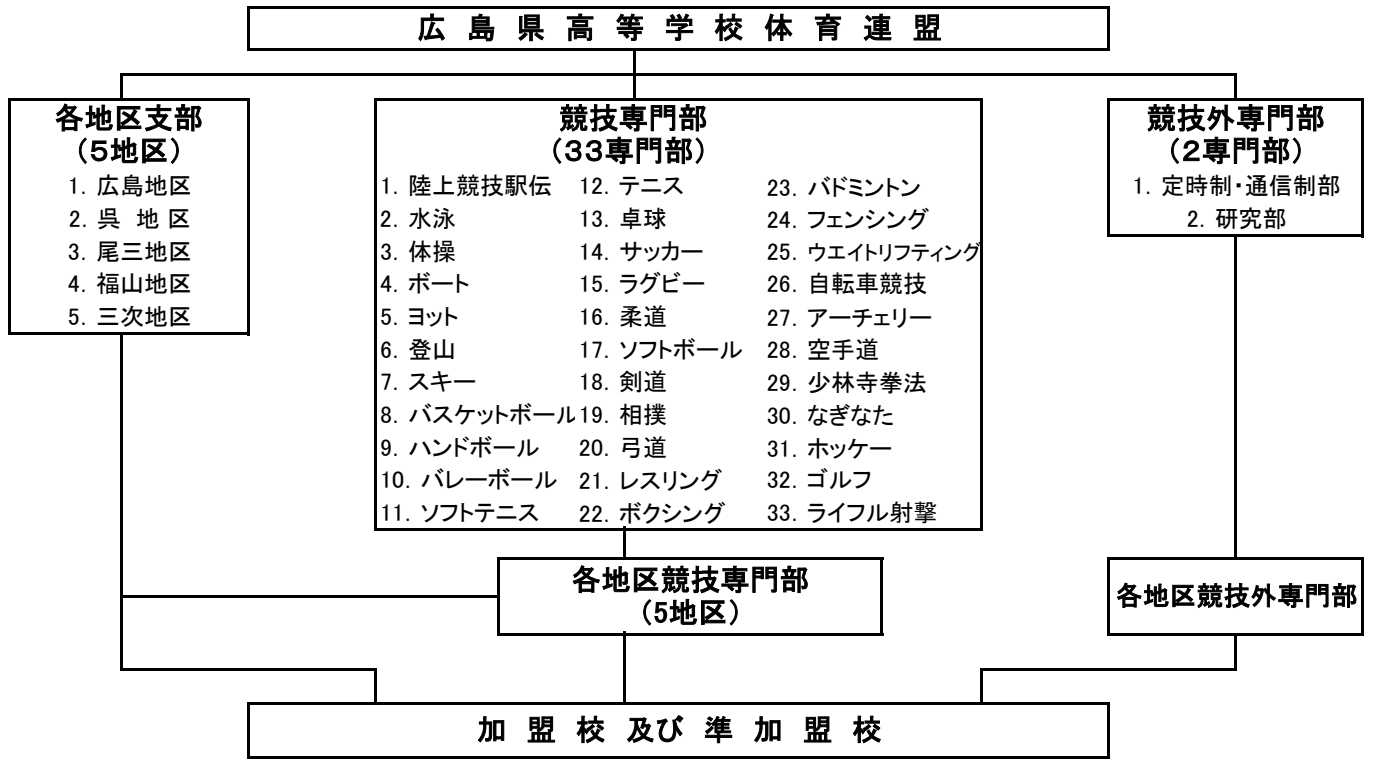 広島県高等学校体育連盟
各地区支部
（5地区）
1. 広島地区
2. 呉 地 区
3. 尾三地区
4. 福山地区
5. 三次地区
競技専門部
（33専門部）
1. 陸上競技駅伝
2. 水泳
3. 体操
4. ボート
5. ヨット
6. 登山
7. スキー
8. バスケットボール
9. ハンドボール
10. バレーボール
11. ソフトテニス
12. テニス
13. 卓球
14. サッカー
15. ラグビー
16. 柔道
17. ソフトボール
18. 剣道
19. 相撲
20. 弓道
21. レスリング
22. ボクシング
23. バドミントン
24. フェンシング
25. ウエイトリフティング
26. 自転車競技
27. アーチェリー
28. 空手道
29. 少林寺拳法
30. なぎなた
31. ホッケー
32. ゴルフ
33. ライフル射撃
競技外専門部
（2専門部）
1. 定時制・通信制部
2. 研究部
各地区競技専門部
（5地区）
各地区競技外専門部
加 盟 校 及び 準 加 盟 校